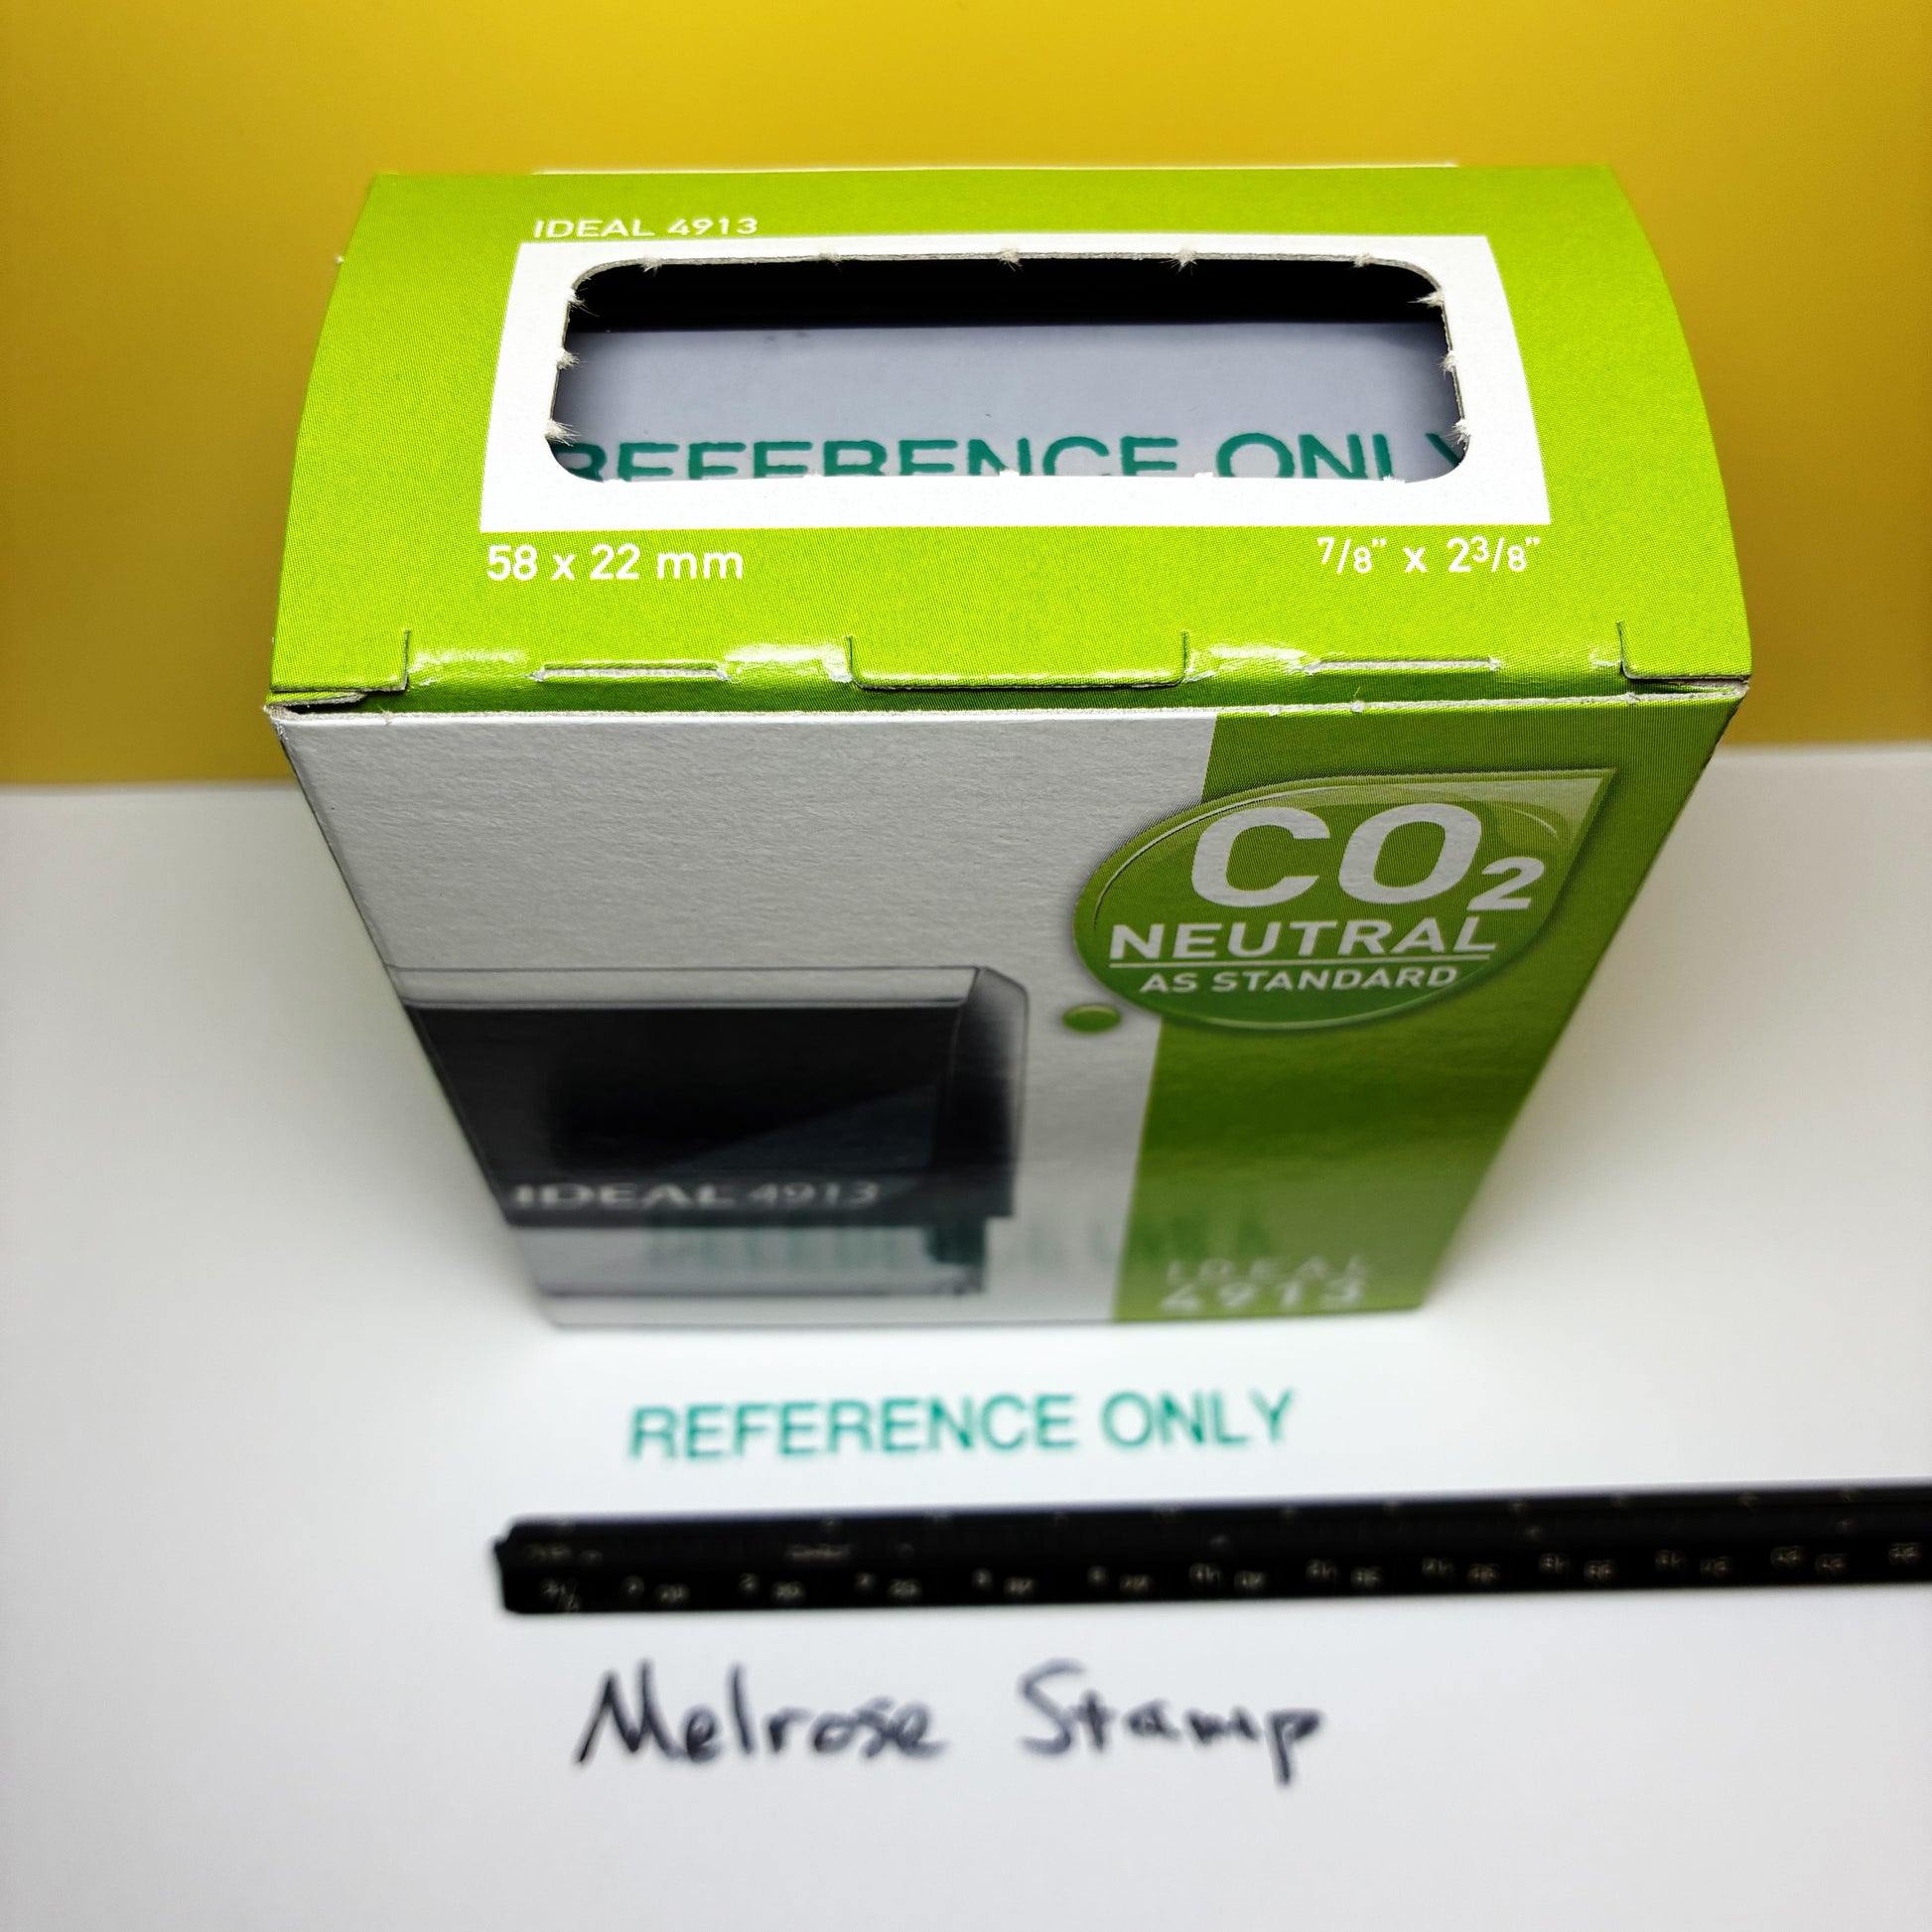 IDEAL 4913
REFERENCE ONLY
58 x 22 mm
7/8" x 2 3/8"
CO2
NEUTRAL
AS STANDARD
IDEAL 4913
IDEAL
4913
REFERENCE ONLY
Melrose Stamp